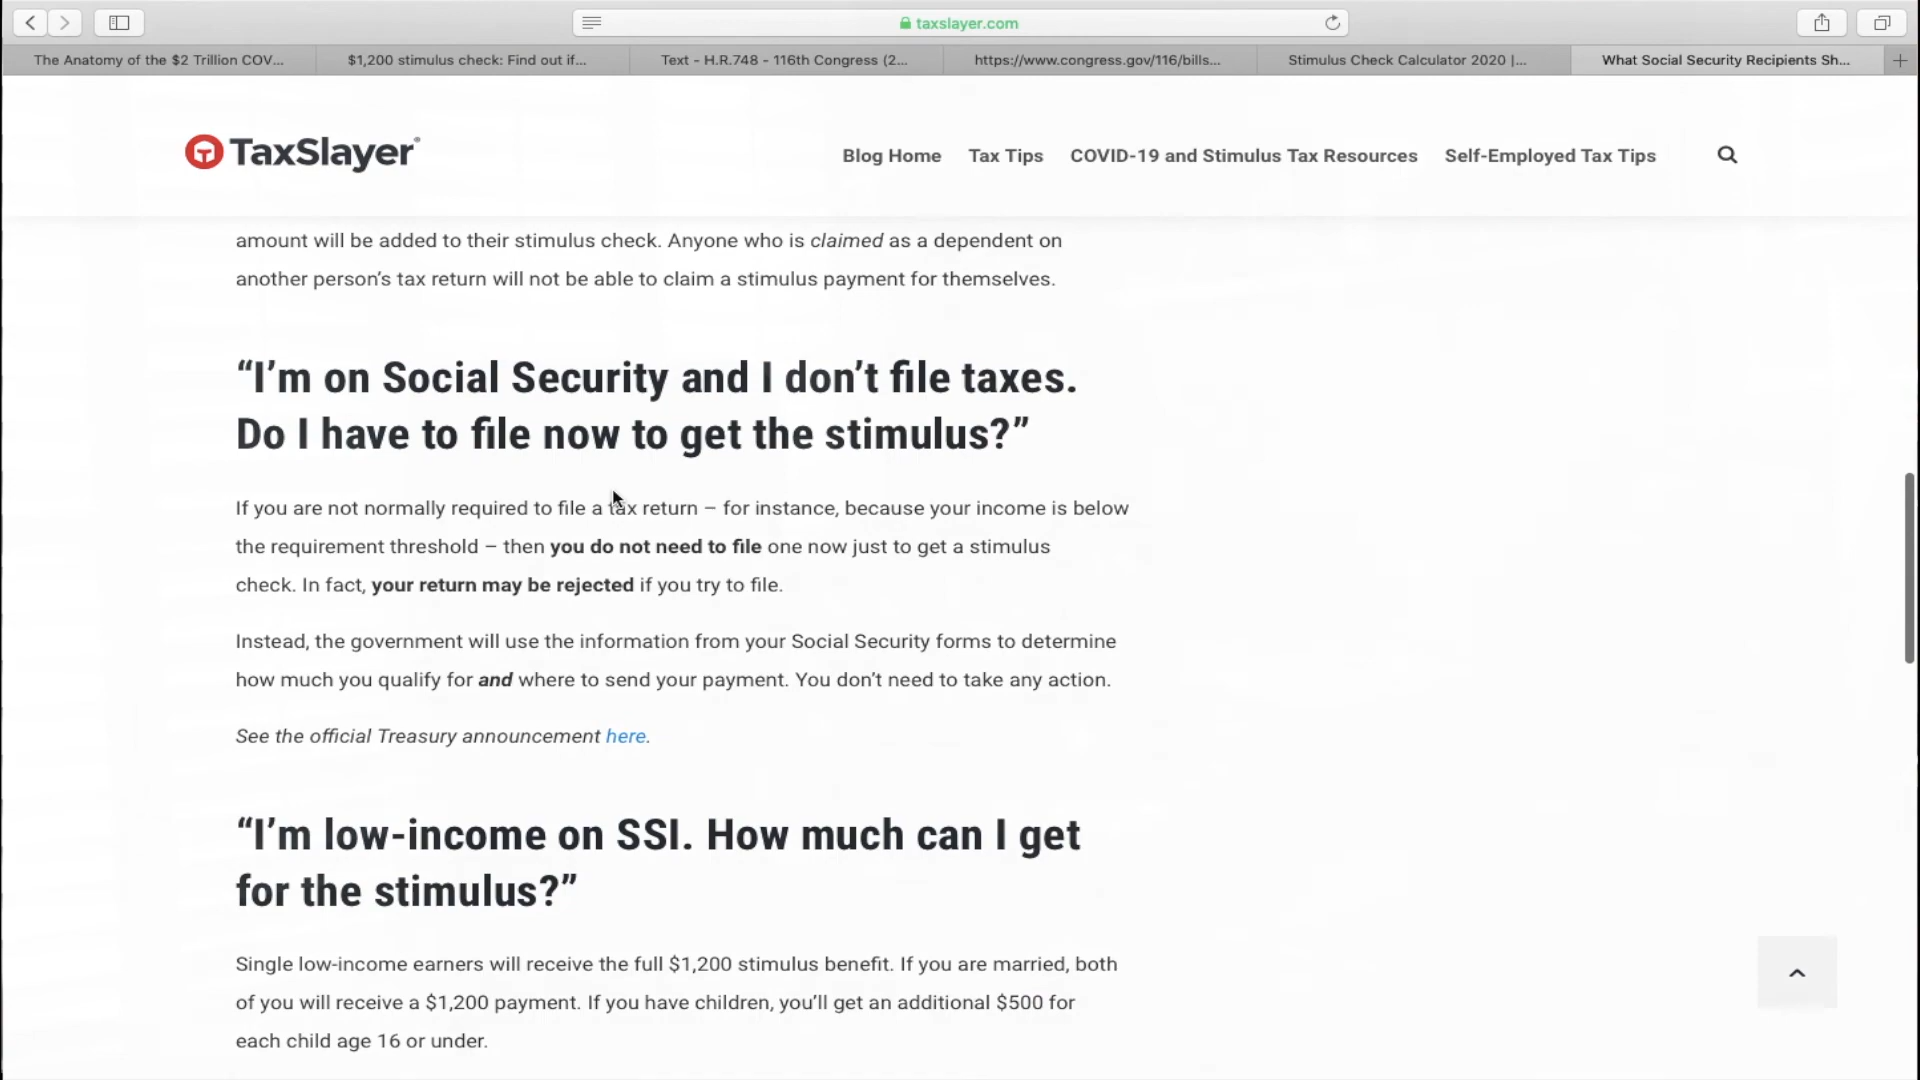 taxslayer.com
The Anatomy of the $2 Trillion COV...
$1,200 stimulus check: Find out if...
Text - H.R.748 - 116th Congress (2...
https://www.congress.gov/116/bills...
Stimulus Check Calculator 2020 |...
What Social Security Recipients Sh...
TaxSlayer®
Blog Home
Tax Tips
COVID-19 and Stimulus Tax Resources
Self-Employed Tax Tips
amount will be added to their stimulus check. Anyone who is claimed as a dependent on
another person’s tax return will not be able to claim a stimulus payment for themselves.
“I’m on Social Security and I don’t file taxes.
Do I have to file now to get the stimulus?”
If you are not normally required to file a tax return – for instance, because your income is below
the requirement threshold – then you do not need to file one now just to get a stimulus
check. In fact, your return may be rejected if you try to file.
Instead, the government will use the information from your Social Security forms to determine
how much you qualify for and where to send your payment. You don’t need to take any action.
See the official Treasury announcement here.
“I’m low-income on SSI. How much can I get
for the stimulus?”
Single low-income earners will receive the full $1,200 stimulus benefit. If you are married, both
of you will receive a $1,200 payment. If you have children, you’ll get an additional $500 for
each child age 16 or under.